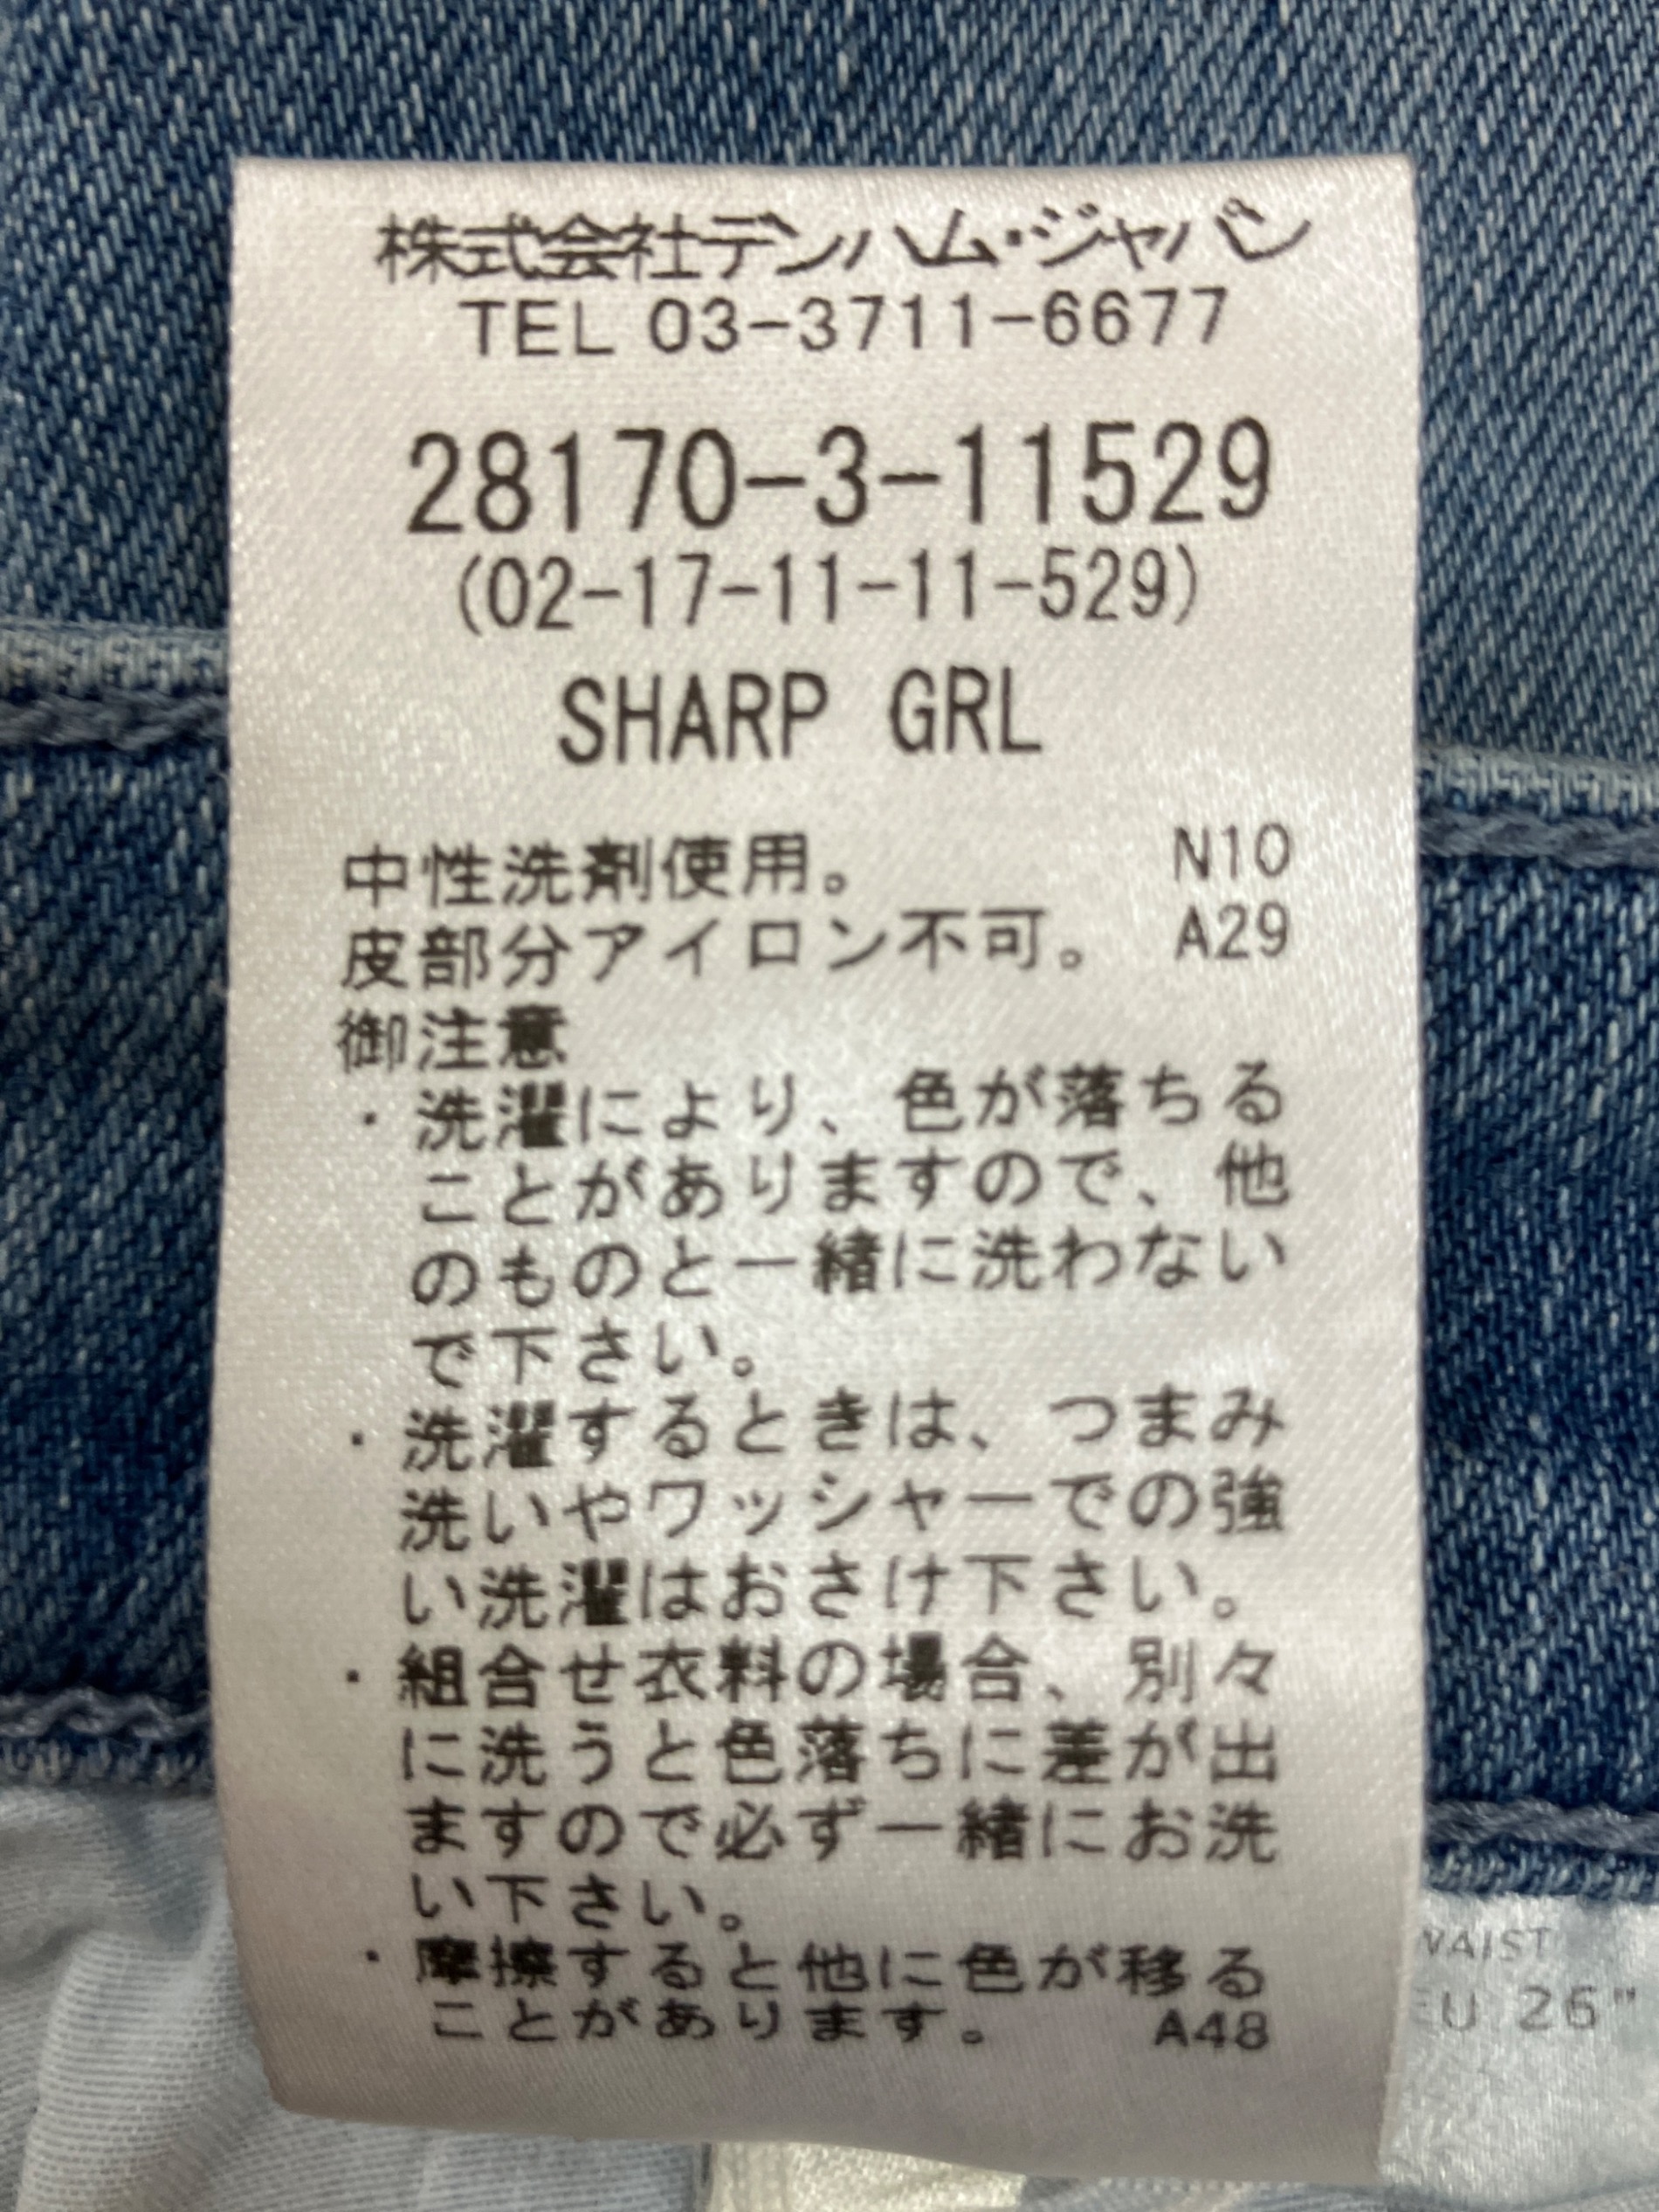 株式会社デンハム・ジャパン
TEL 03-3711-6677
28170-3-11529
(02-17-11-11-529)
SHARP GRL
中性洗剤使用。 N10
皮部分アイロン不可。 A29
御注意
・洗濯により、色が落ちる
ことがありますので、他
のものと一緒に洗わない
で下さい。
・洗濯するときは、つまみ
洗いやワッシャーでの強
い洗濯はおさけ下さい。
・組合せ衣料の場合、別々
に洗うと色落ちに差が出
ますので必ず一緒にお洗
い下さい。
・摩擦すると他に色が移る
ことがあります。 A48
WAIST
EU 26"